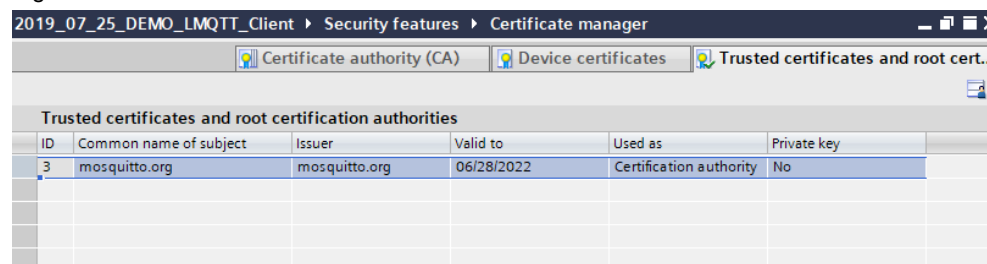 2019_07_25_DEMO_LMQTT_Client ▸ Security features ▸ Certificate manager
Certificate authority (CA) Device certificates Trusted certificates and root cert..
Trusted certificates and root certification authorities
ID Common name of subject Issuer Valid to Used as Private key
3 mosquitto.org mosquitto.org 06/28/2022 Certification authority No